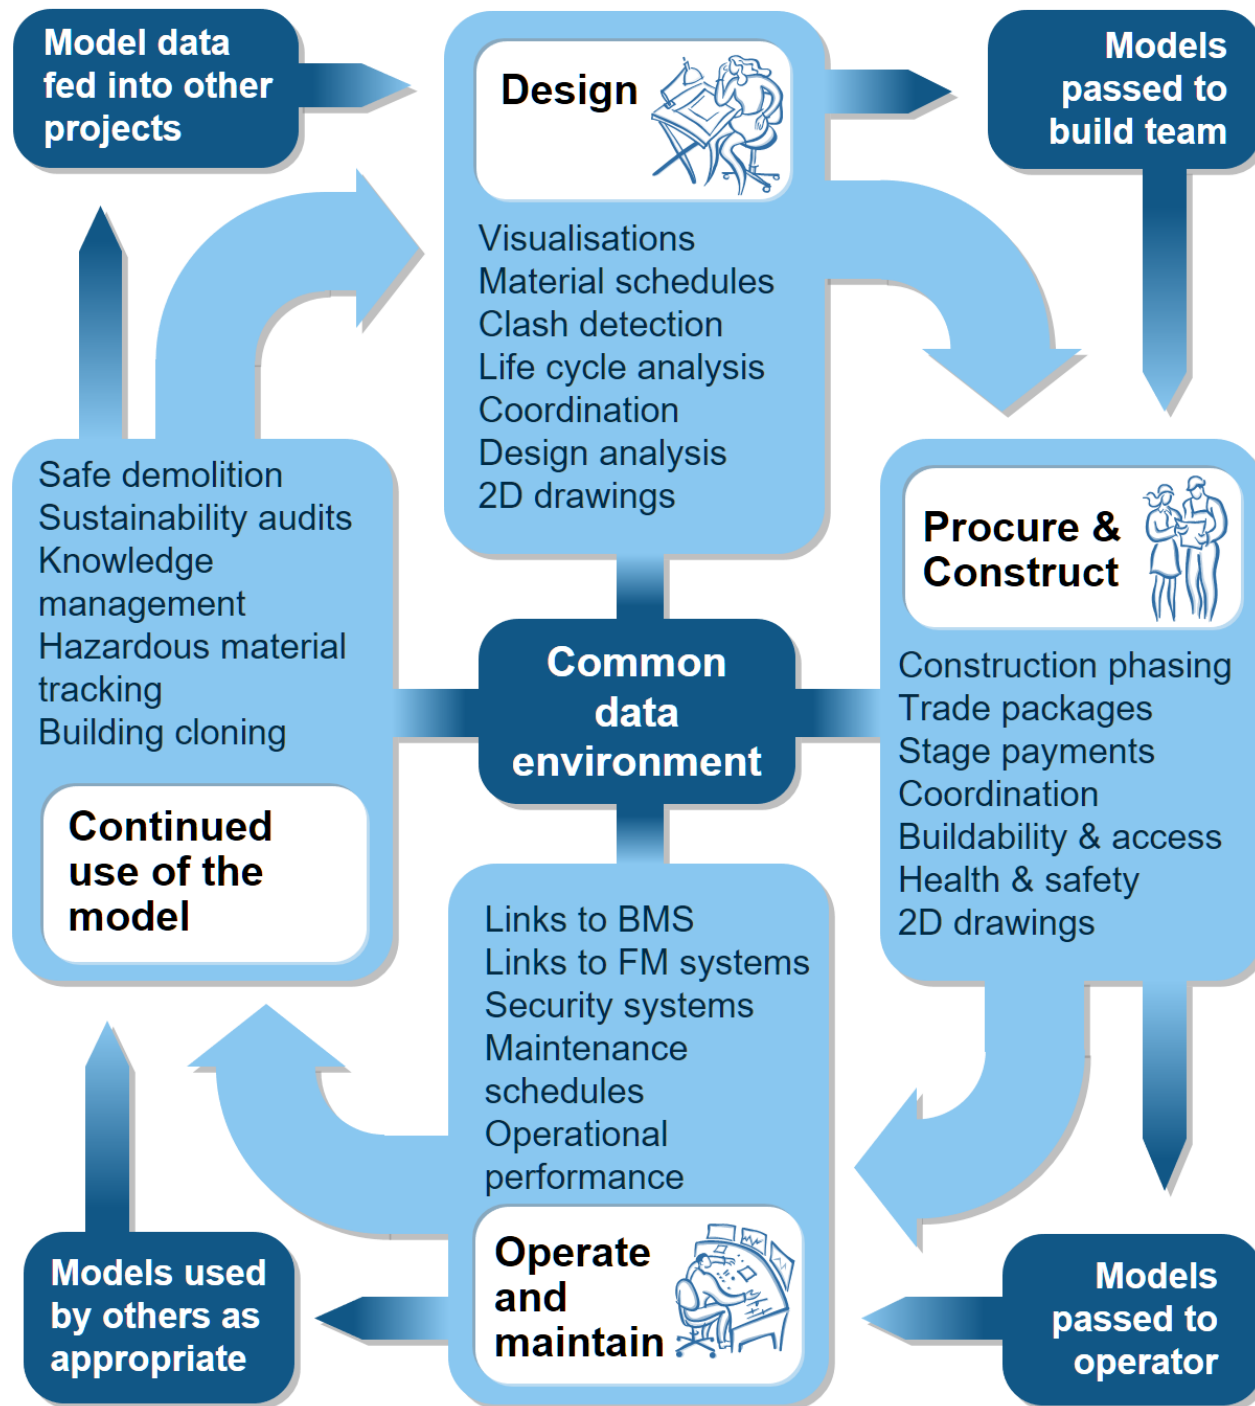 Model data
fed into other
projects
Design
Models
passed to
build team
Visualisations
Material schedules
Clash detection
Life cycle analysis
Coordination
Design analysis
2D drawings
Safe demolition
Sustainability audits
Knowledge
management
Hazardous material
tracking
Building cloning
Continued
use of the
model
Common
data
environment
Procure &
Construct
Construction phasing
Trade packages
Stage payments
Coordination
Buildability & access
Health & safety
2D drawings
Links to BMS
Links to FM systems
Security systems
Maintenance
schedules
Operational
performance
Operate
and
maintain
Models used
by others as
appropriate
Models
passed to
operator